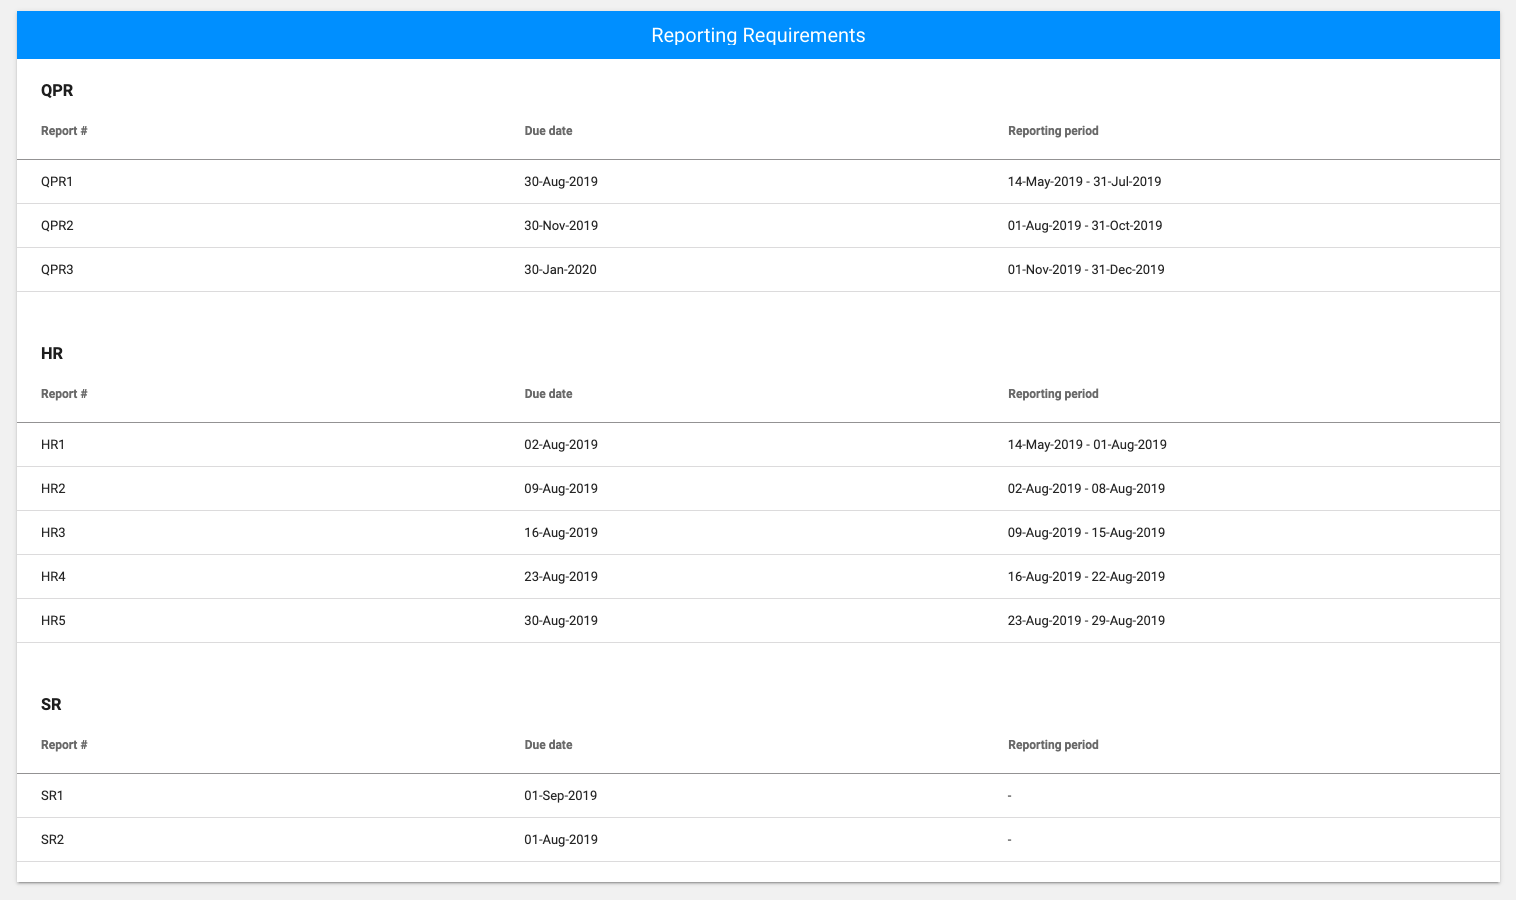 Reporting Requirements
QPR
Report # Due date Reporting period
QPR1 30-Aug-2019 14-May-2019 - 31-Jul-2019
QPR2 30-Nov-2019 01-Aug-2019 - 31-Oct-2019
QPR3 30-Jan-2020 01-Nov-2019 - 31-Dec-2019
HR
Report # Due date Reporting period
HR1 02-Aug-2019 14-May-2019 - 01-Aug-2019
HR2 09-Aug-2019 02-Aug-2019 - 08-Aug-2019
HR3 16-Aug-2019 09-Aug-2019 - 15-Aug-2019
HR4 23-Aug-2019 16-Aug-2019 - 22-Aug-2019
HR5 30-Aug-2019 23-Aug-2019 - 29-Aug-2019
SR
Report # Due date Reporting period
SR1 01-Sep-2019 -
SR2 01-Aug-2019 -